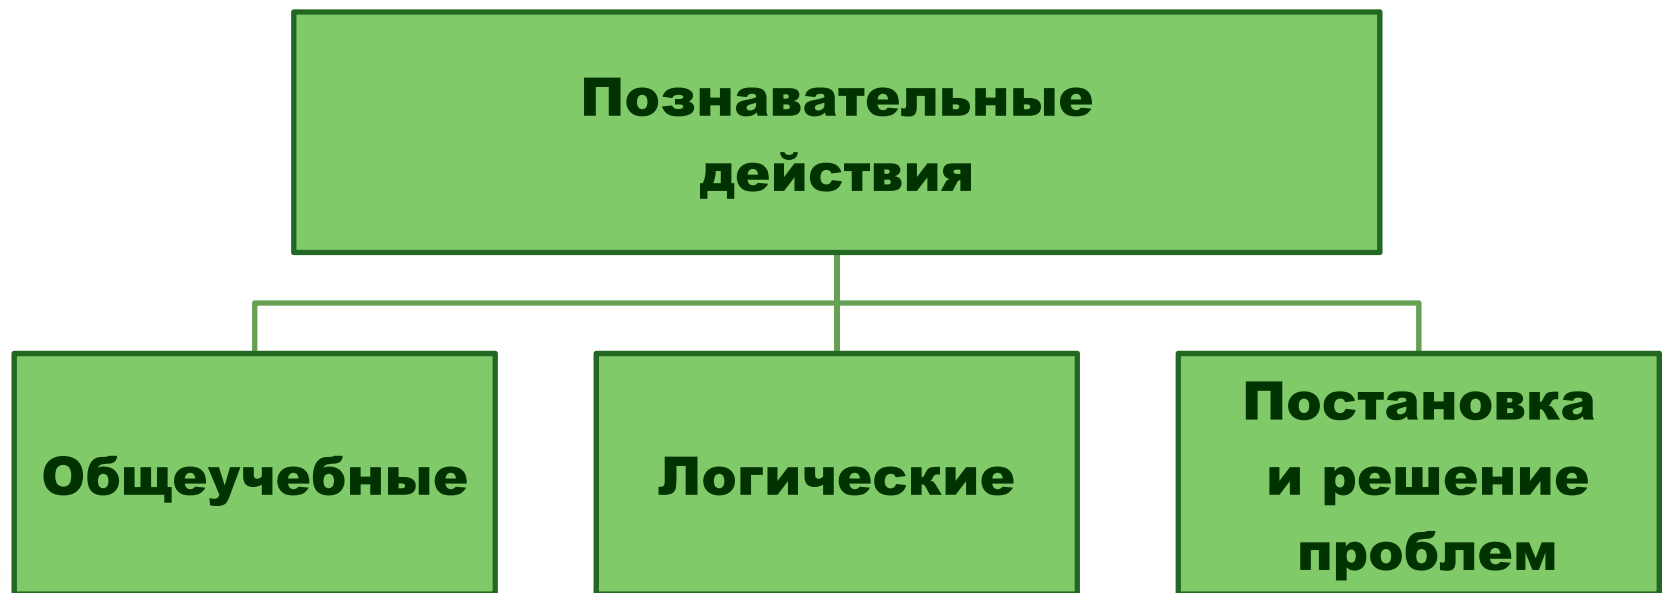 Познавательные
действия
Общеучебные
Логические
Постановка
и решение
проблем